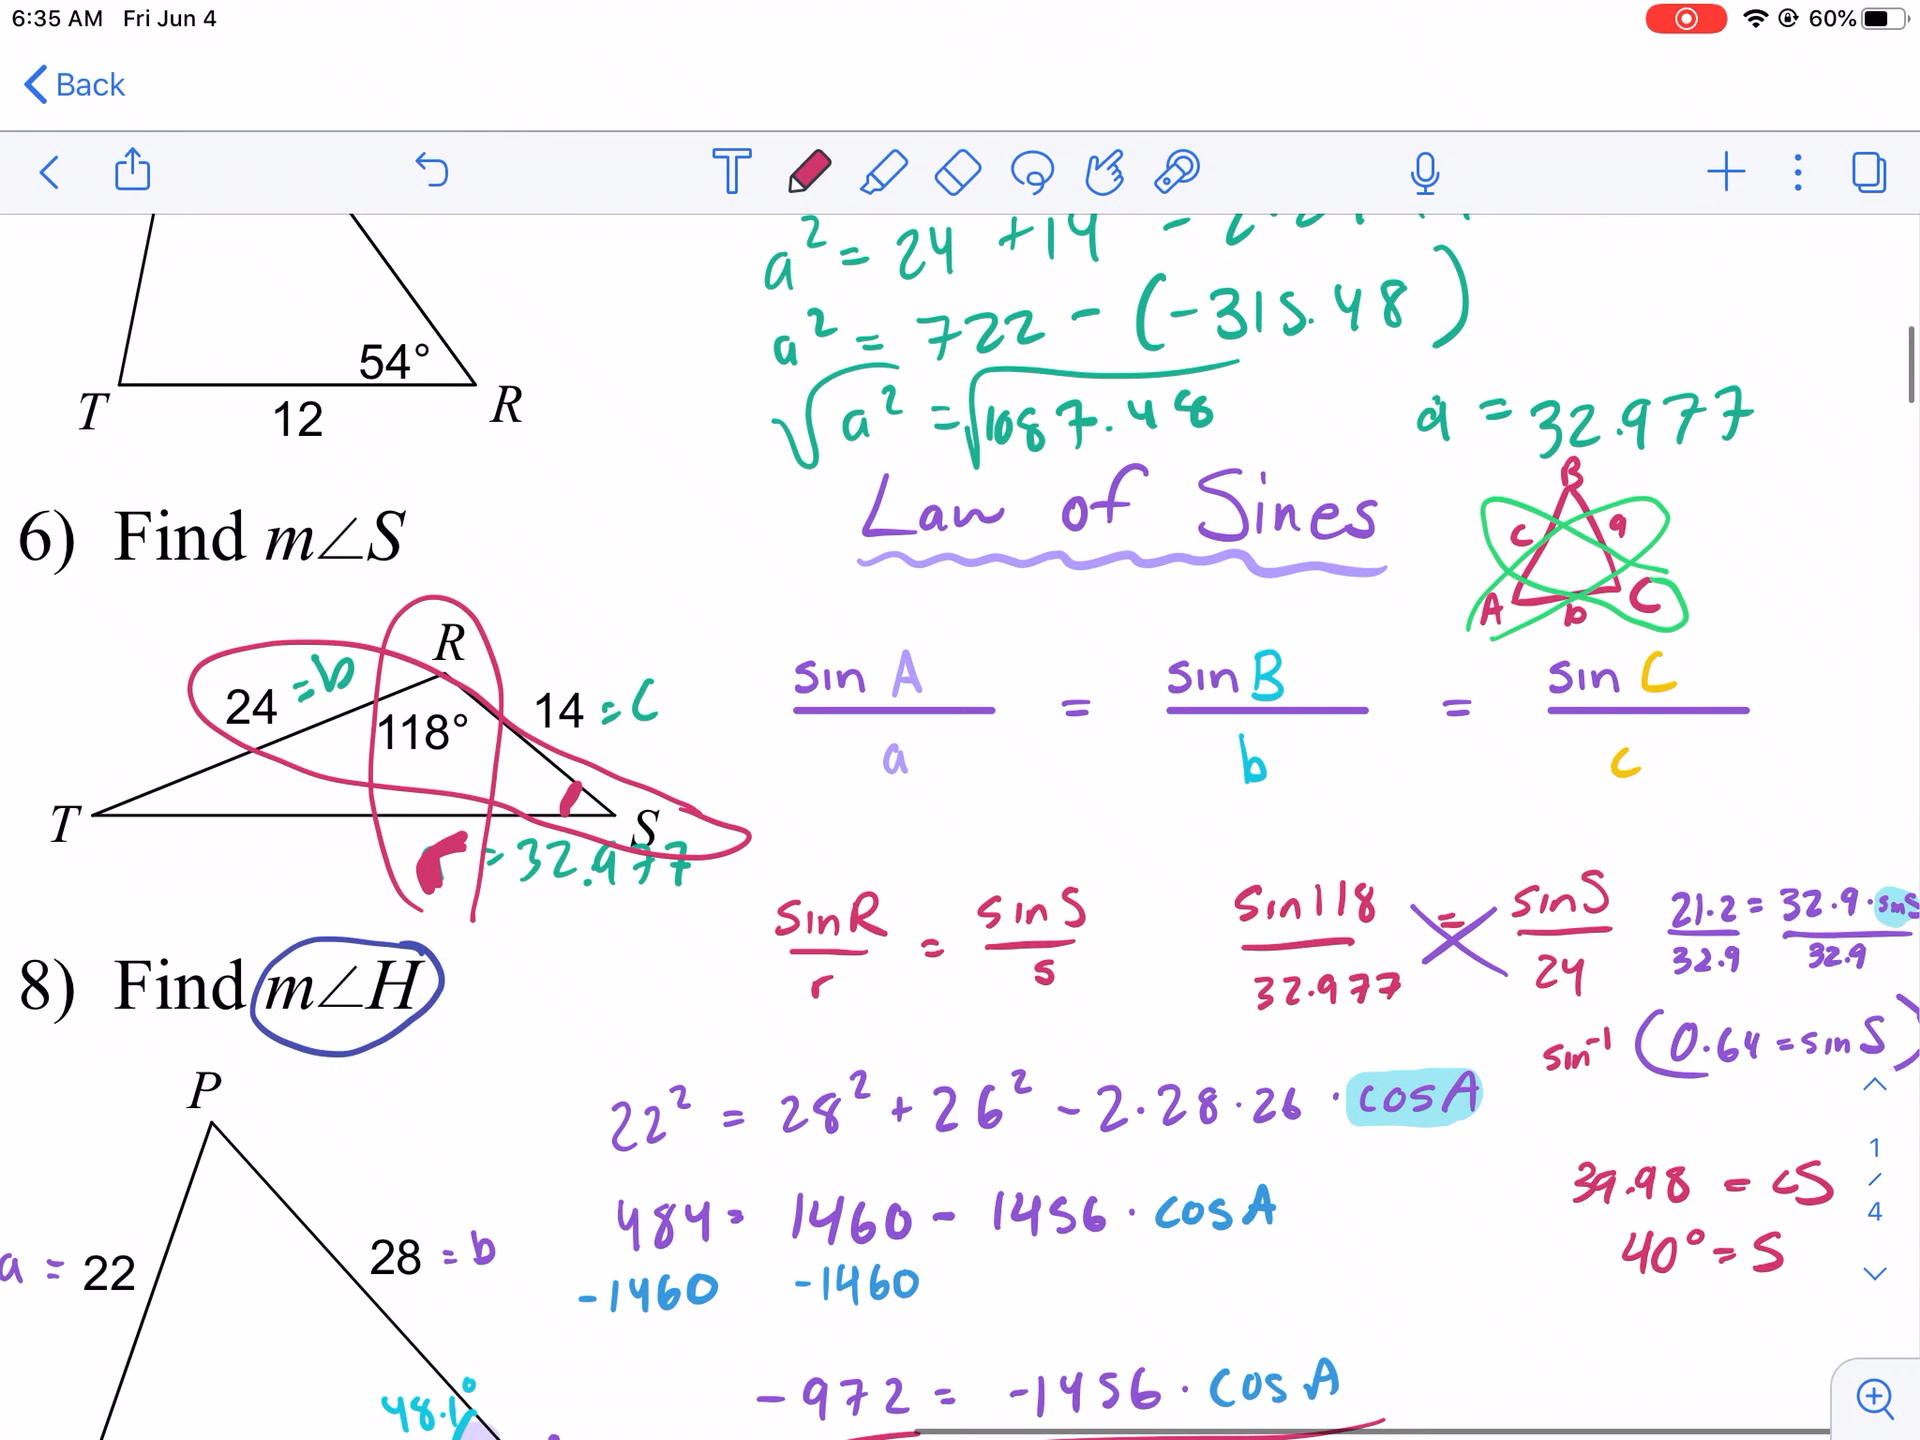 6:35 AM Fri Jun 4
60%
Back
a² = 24 + 14 -
a² = 722 - (-315.48)
√a² = √1087.48
a = 32.977
54°
T
12
R
Law of Sines
B
c
a
A
b
C
6) Find m∠S
R
24 = b
14 = c
118°
T
S
r = 32.977
sin A / a = sin B / b = sin C / c
sin R / r = sin S / s
sin 118 / 32.977 = sin S / 24
21.2 / 32.9 = 32.9 · sin S / 32.9
sin⁻¹ (0.64 = sin S)
39.98 = ∠S
40° = S
8) Find m∠H
P
a = 22
28 = b
48.1°
22² = 28² + 26² - 2·28·26 · cos A
484 = 1460 - 1456 · cos A
-1460 -1460
-972 = -1456 · cos A
1
/
4